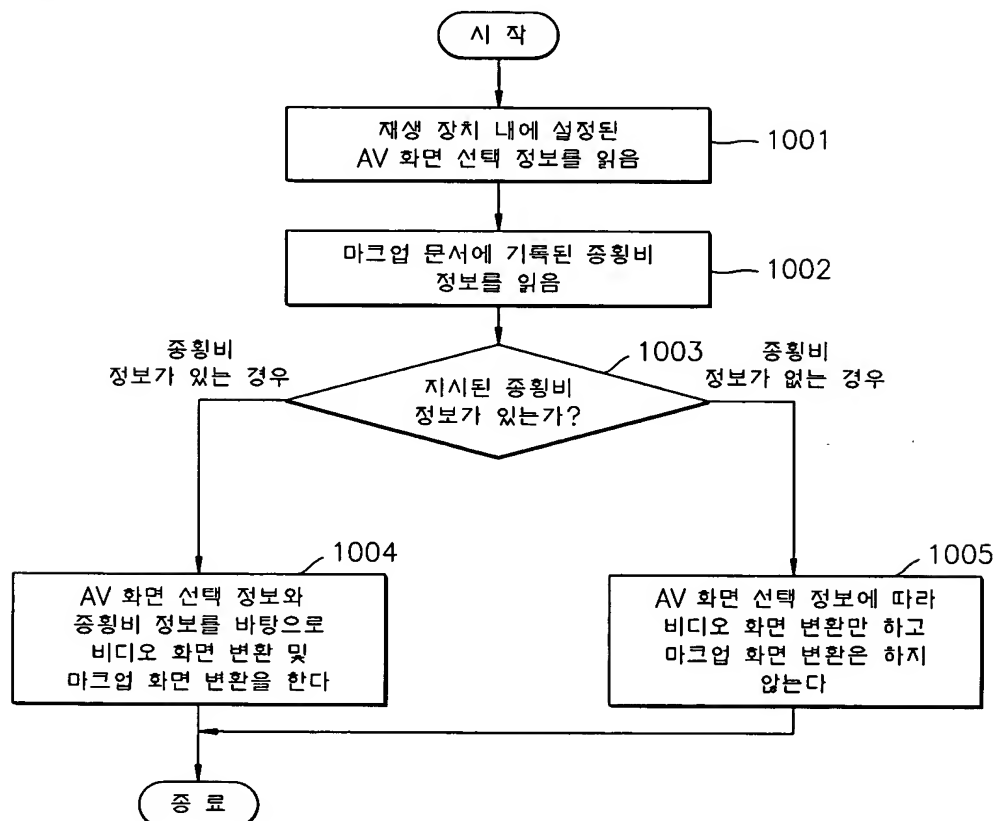 시 작
재생 장치 내에 설정된
AV 화면 선택 정보를 읽음
1001
마크업 문서에 기록된 종횡비
정보를 읽음
1002
1003
종횡비
정보가 있는 경우
지시된 종횡비
정보가 있는가?
종횡비
정보가 없는 경우
1004
AV 화면 선택 정보와
종횡비 정보를 바탕으로
비디오 화면 변환 및
마크업 화면 변환을 한다
1005
AV 화면 선택 정보에 따라
비디오 화면 변환만 하고
마크업 화면 변환은 하지
않는다
종 료